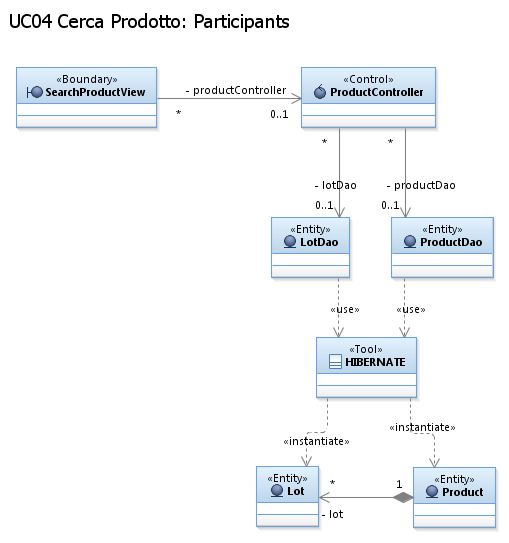 UC04 Cerca Prodotto: Participants
«Boundary»
SearchProductView
- productController
*
0..1
«Control»
ProductController
*
*
- lotDao
- productDao
0..1
0..1
«Entity»
LotDao
«Entity»
ProductDao
«use»
«use»
«Tool»
HIBERNATE
«instantiate»
«instantiate»
«Entity»
Lot
*
1
- lot
«Entity»
Product